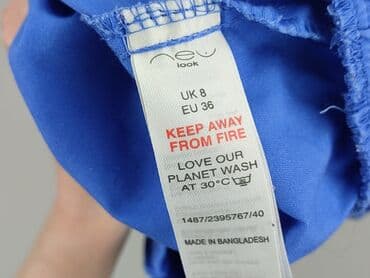 new
look
UK 8
EU 36
KEEP AWAY
FROM FIRE
LOVE OUR
PLANET WASH
AT 30°C
1487/2395767/40
MADE IN BANGLADESH